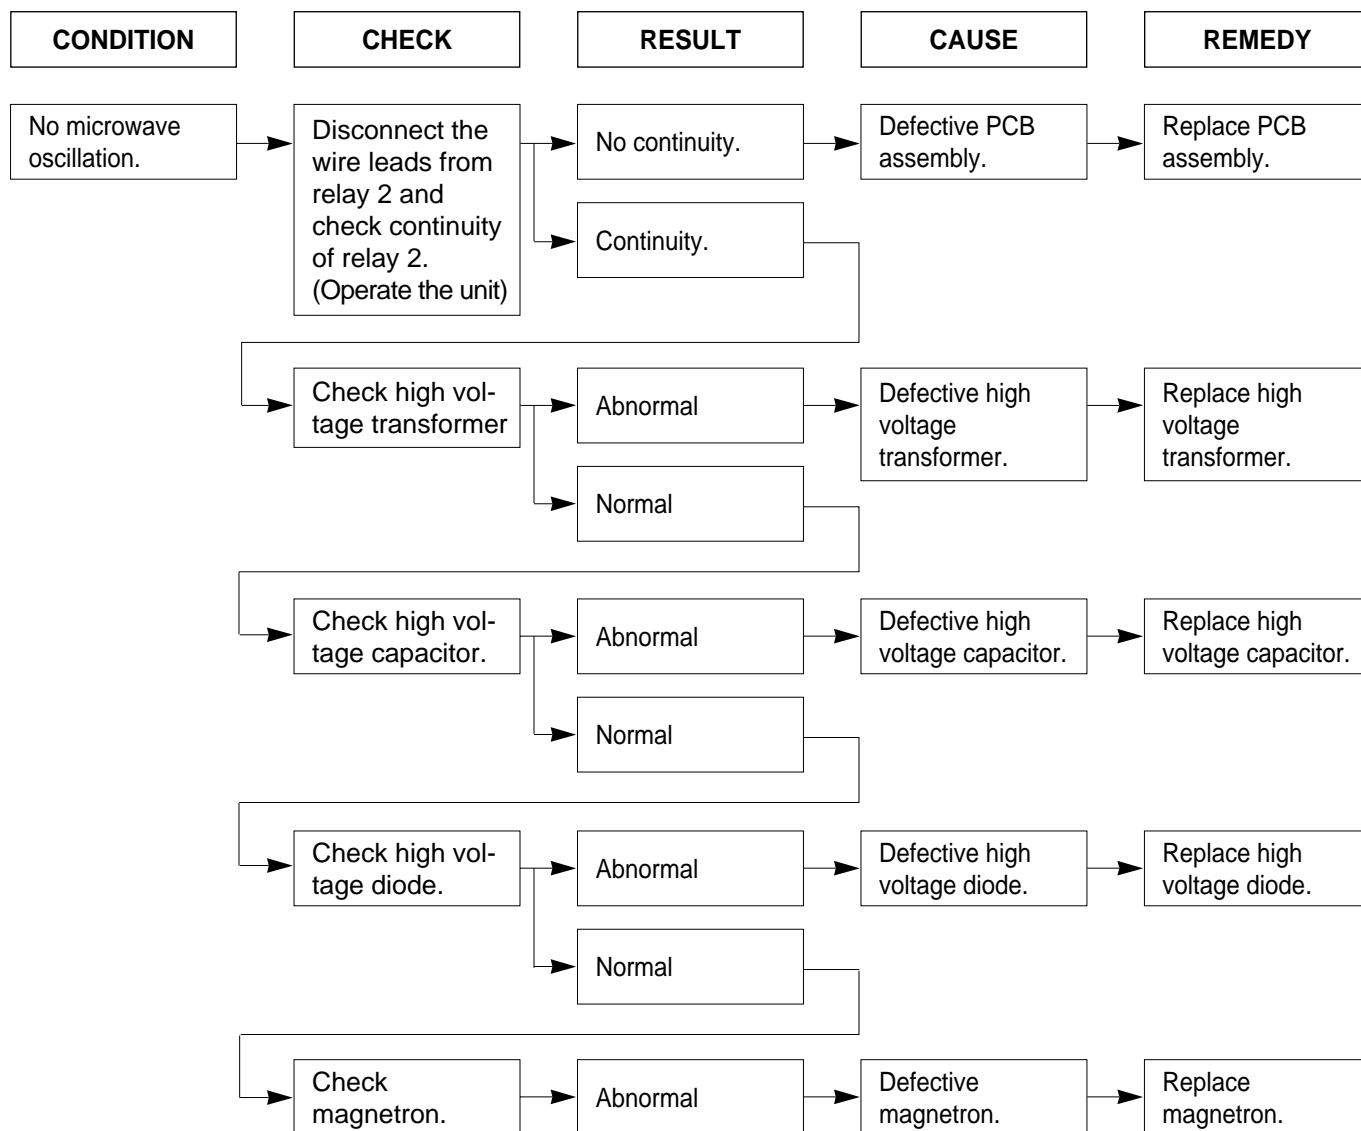 CONDITION
CHECK
RESULT
CAUSE
REMEDY
No microwave
oscillation.
Disconnect the
wire leads from
relay 2 and
check continuity
of relay 2.
(Operate the unit)
No continuity.
Defective PCB
assembly.
Replace PCB
assembly.
Continuity.
Check high vol-
tage transformer
Abnormal
Defective high
voltage
transformer.
Replace high
voltage
transformer.
Normal
Check high vol-
tage capacitor.
Abnormal
Defective high
voltage capacitor.
Replace high
voltage capacitor.
Normal
Check high vol-
tage diode.
Abnormal
Defective high
voltage diode.
Replace high
voltage diode.
Normal
Check
magnetron.
Abnormal
Defective
magnetron.
Replace
magnetron.